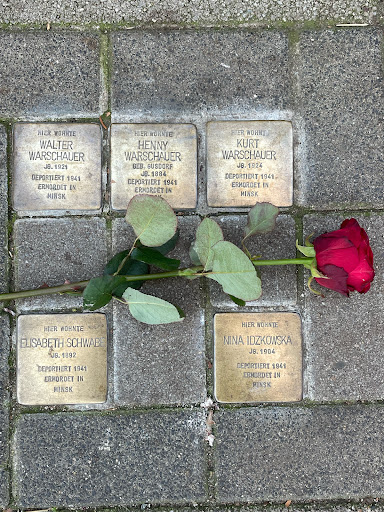 HIER WOHNTE
WALTER
WARSCHAUER
JG. 1921
DEPORTIERT 1941
ERMORDET IN
MINSK
HIER WOHNTE
HENNY
WARSCHAUER
GEB. GUSDORF
JG. 1884
DEPORTIERT 1941
ERMORDET IN
MINSK
HIER WOHNTE
KURT
WARSCHAUER
JG. 1924
DEPORTIERT 1941
ERMORDET IN
MINSK
HIER WOHNTE
ELISABETH SCHWABE
JG. 1892
DEPORTIERT 1941
ERMORDET IN
MINSK
HIER WOHNTE
NINA IDZKOWSKA
JG. 1904
DEPORTIERT 1941
ERMORDET IN
MINSK